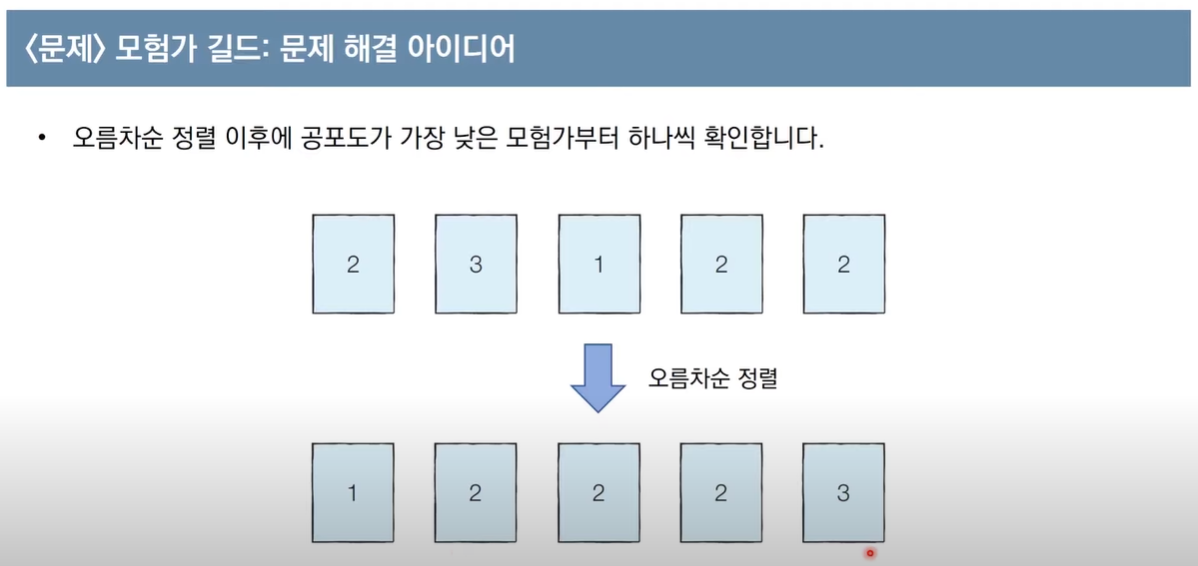 <문제> 모험가 길드: 문제 해결 아이디어
• 오름차순 정렬 이후에 공포도가 가장 낮은 모험가부터 하나씩 확인합니다.
2 3 1 2 2
오름차순 정렬
1 2 2 2 3